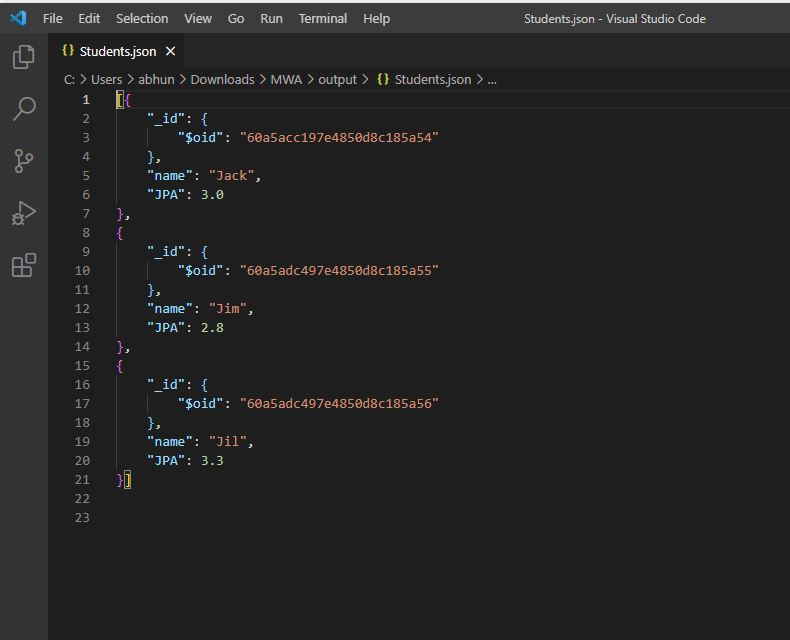 File Edit Selection View Go Run Terminal Help Students.json - Visual Studio Code
{} Students.json ×
C: > Users > abhun > Downloads > MWA > output > {} Students.json > ...
1 [{
2 "_id": {
3 "$oid": "60a5acc197e4850d8c185a54"
4 },
5 "name": "Jack",
6 "JPA": 3.0
7 },
8 {
9 "_id": {
10 "$oid": "60a5adc497e4850d8c185a55"
11 },
12 "name": "Jim",
13 "JPA": 2.8
14 },
15 {
16 "_id": {
17 "$oid": "60a5adc497e4850d8c185a56"
18 },
19 "name": "Jil",
20 "JPA": 3.3
21 }]
22
23